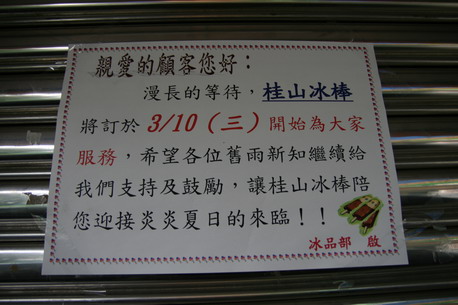 親愛的顧客您好：
漫長的等待，桂山冰棒
將訂於 3/10（三）開始為大家
服務，希望各位舊雨新知繼續給
我們支持及鼓勵，讓桂山冰棒陪
您迎接炎炎夏日的來臨！！
冰品部 啟